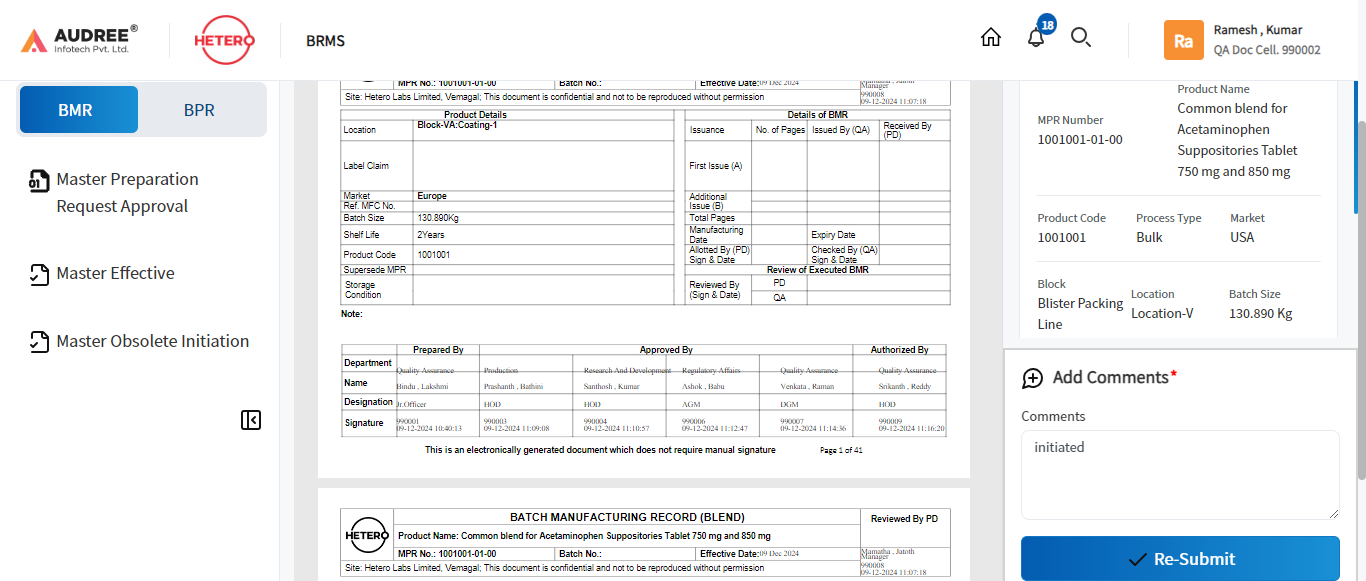 AUDREE®
Infotech Pvt. Ltd.
HETERO
BRMS
18
Ra
Ramesh , Kumar
QA Doc Cell. 990002
BMR
BPR
Master Preparation
Request Approval
Master Effective
Master Obsolete Initiation
MPR No.: 1001001-01-00
Batch No.:
Effective Date:09 Dec 2024
Mamatha , Jatoth
Manager
990008
09-12-2024 11:07:18
Site: Hetero Labs Limited, Vemagal; This document is confidential and not to be reproduced without permission
Product Details
Location
Block-VA:Coating-1
Label Claim
Market
Europe
Ref. MFC No.
Batch Size
130.890Kg
Shelf Life
2Years
Product Code
1001001
Supersede MPR
Storage
Condition
Details of BMR
Issuance
No. of Pages
Issued By (QA)
Received By
(PD)
First Issue (A)
Additional
Issue (B)
Total Pages
Manufacturing
Date
Expiry Date
Allotted By (PD)
Sign & Date
Checked By (QA)
Sign & Date
Review of Executed BMR
Reviewed By
(Sign & Date)
PD
QA
Note:
Prepared By
Approved By
Authorized By
Department
Quality Assurance
Production
Research And Development
Regulatory Affairs
Quality Assurance
Quality Assurance
Name
Bindu , Lakshmi
Prashanth , Bathini
Santhosh , Kumar
Ashok , Babu
Venkata , Raman
Srikanth , Reddy
Designation
Jr.Officer
HOD
HOD
AGM
DGM
HOD
Signature
990001
09-12-2024 10:40:13
990003
09-12-2024 11:09:08
990004
09-12-2024 11:10:57
990006
09-12-2024 11:12:47
990007
09-12-2024 11:14:36
990009
09-12-2024 11:16:20
This is an electronically generated document which does not require manual signature
Page 1 of 41
HETERO
BATCH MANUFACTURING RECORD (BLEND)
Reviewed By PD
Product Name: Common blend for Acetaminophen Suppositories Tablet 750 mg and 850 mg
MPR No.: 1001001-01-00
Batch No.:
Effective Date:09 Dec 2024
Mamatha , Jatoth
Manager
990008
09-12-2024 11:07:18
Site: Hetero Labs Limited, Vemagal; This document is confidential and not to be reproduced without permission
MPR Number
1001001-01-00
Product Name
Common blend for
Acetaminophen
Suppositories Tablet
750 mg and 850 mg
Product Code
1001001
Process Type
Bulk
Market
USA
Block
Blister Packing
Line
Location
Location-V
Batch Size
130.890 Kg
Add Comments*
Comments
initiated
Re-Submit